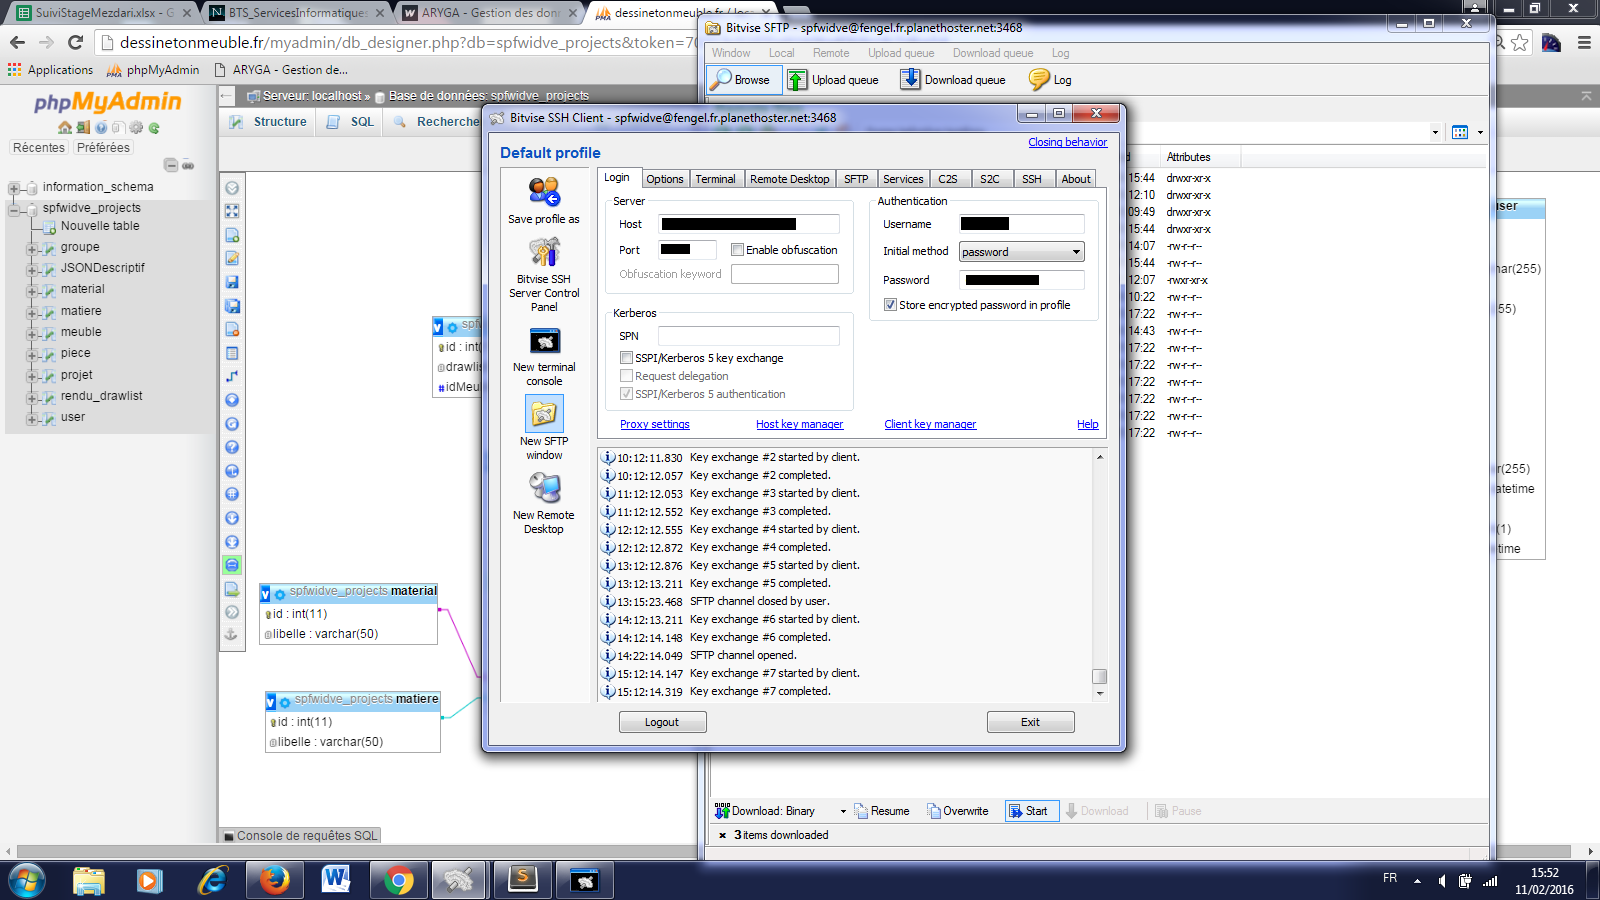 SuiviStageMezdari.xlsx - G
BTS_ServicesInformatiques
ARYGA - Gestion des donn
dessinetonmeuble.fr / loc
dessinetonmeuble.fr/myadmin/db_designer.php?db=spfwidve_projects&token=70
Applications
phpMyAdmin
ARYGA - Gestion de...
phpMyAdmin
Récentes
Préférées
information_schema
spfwidve_projects
Nouvelle table
groupe
JSONDescriptif
material
matiere
meuble
piece
projet
rendu_drawlist
user
Serveur: localhost » Base de données: spfwidve_projects
Structure
SQL
Recherche
spfw
id : int(
drawlis
idMeu
spfwidve_projects material
id : int(11)
libelle : varchar(50)
spfwidve_projects matiere
id : int(11)
libelle : varchar(50)
Console de requêtes SQL
Bitvise SFTP - spfwidve@fengel.fr.planethoster.net:3468
Window
Local
Remote
Upload queue
Download queue
Log
Browse
Upload queue
Download queue
Log
Attributes
15:44 drwxr-xr-x
12:10 drwxr-xr-x
09:49 drwxr-xr-x
15:44 drwxr-xr-x
14:07 -rw-r--r--
15:44 -rw-r--r--
12:07 -rwxr-xr-x
10:22 -rw-r--r--
17:22 -rw-r--r--
14:43 -rw-r--r--
17:22 -rw-r--r--
17:22 -rw-r--r--
17:22 -rw-r--r--
17:22 -rw-r--r--
17:22 -rw-r--r--
17:22 -rw-r--r--
Download: Binary
Resume
Overwrite
Start
Download
Pause
3 items downloaded
user
har(255)
55)
r(255)
atetime
(1)
time
Bitvise SSH Client - spfwidve@fengel.fr.planethoster.net:3468
Default profile
Closing behavior
Save profile as
Bitvise SSH
Server Control
Panel
New terminal
console
New SFTP
window
New Remote
Desktop
Login
Options
Terminal
Remote Desktop
SFTP
Services
C2S
S2C
SSH
About
Server
Host
Port
Enable obfuscation
Obfuscation keyword
Kerberos
SPN
SSPI/Kerberos 5 key exchange
Request delegation
SSPI/Kerberos 5 authentication
Authentication
Username
Initial method password
Password
Store encrypted password in profile
Proxy settings
Host key manager
Client key manager
Help
10:12:11.830 Key exchange #2 started by client.
10:12:12.057 Key exchange #2 completed.
11:12:12.053 Key exchange #3 started by client.
11:12:12.552 Key exchange #3 completed.
12:12:12.555 Key exchange #4 started by client.
12:12:12.872 Key exchange #4 completed.
13:12:12.876 Key exchange #5 started by client.
13:12:13.211 Key exchange #5 completed.
13:15:23.468 SFTP channel closed by user.
14:12:13.211 Key exchange #6 started by client.
14:12:14.148 Key exchange #6 completed.
14:22:14.049 SFTP channel opened.
15:12:14.147 Key exchange #7 started by client.
15:12:14.319 Key exchange #7 completed.
Logout
Exit
FR
15:52
11/02/2016